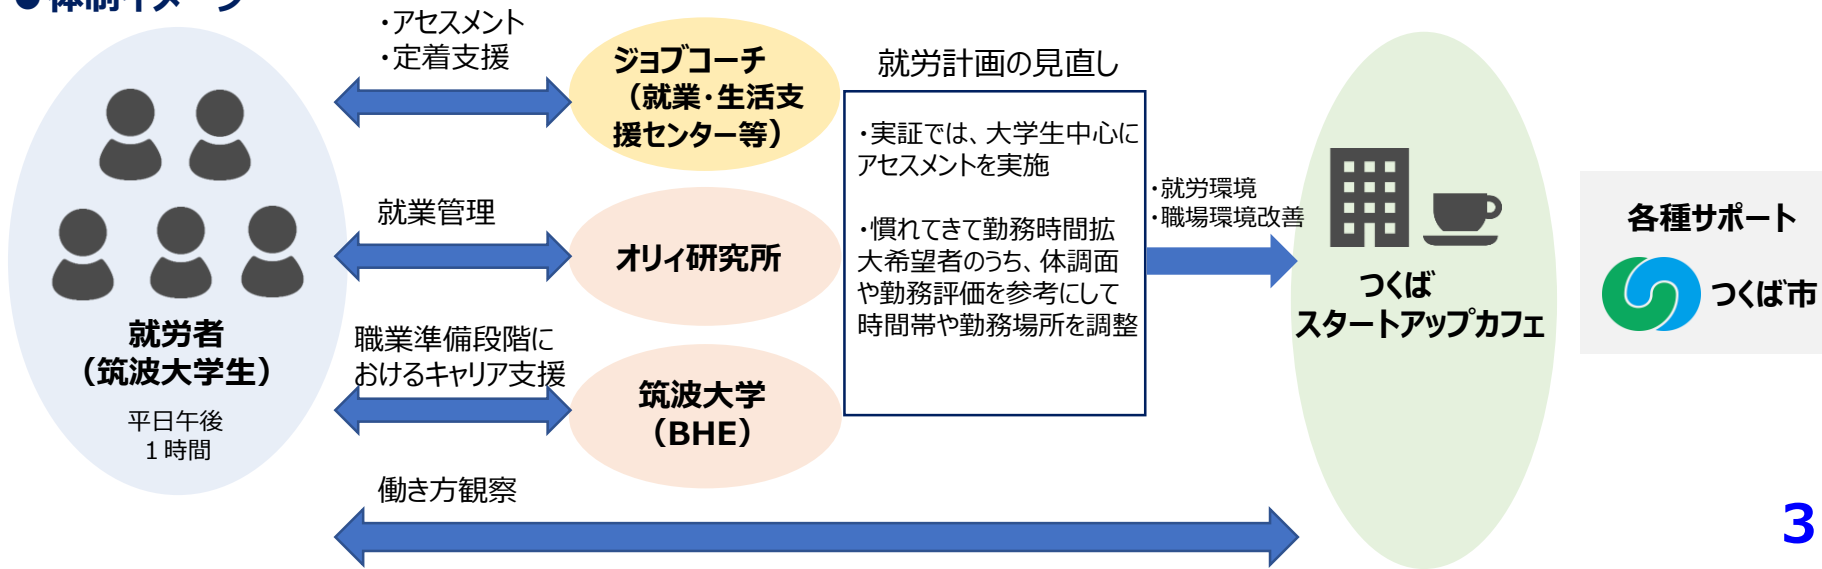 ●体制イメージ
・アセスメント
・定着支援
ジョブコーチ
（就業・生活支
援センター等）
就労計画の見直し
・実証では、大学生中心に
アセスメントを実施
・慣れてきて勤務時間拡
大希望者のうち、体調面
や勤務評価を参考にして
時間帯や勤務場所を調整
・就労環境
・職場環境改善
就業管理
オリィ研究所
就労者
（筑波大学生）
平日午後
１時間
職業準備段階に
おけるキャリア支援
筑波大学
（BHE）
働き方観察
つくば
スタートアップカフェ
各種サポート
つくば市
3